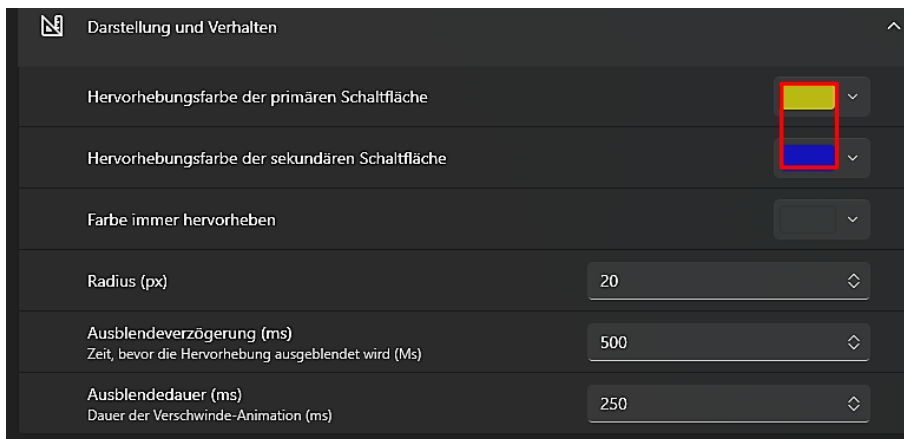 Darstellung und Verhalten
Hervorhebungsfarbe der primären Schaltfläche
Hervorhebungsfarbe der sekundären Schaltfläche
Farbe immer hervorheben
Radius (px)
20
Ausblendeverzögerung (ms)
Zeit, bevor die Hervorhebung ausgeblendet wird (Ms)
500
Ausblendedauer (ms)
Dauer der Verschwinde-Animation (ms)
250